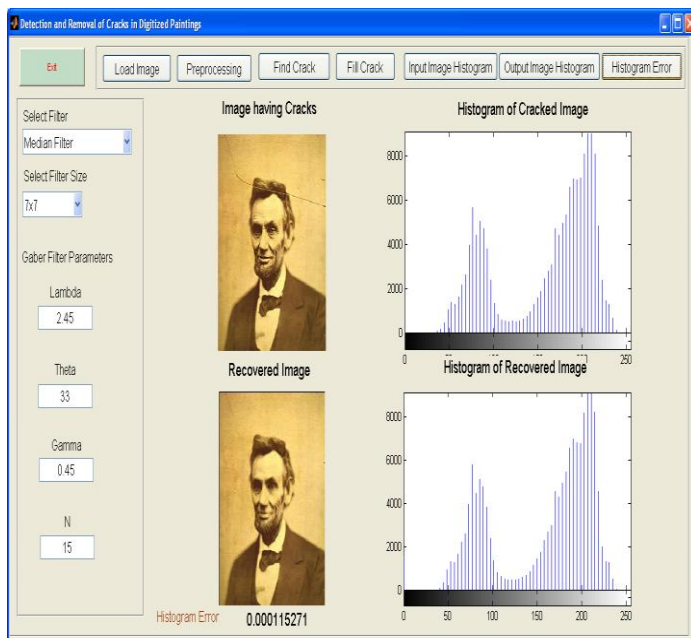 Detection and Removal of Cracks in Digitized Paintings
Exit
Load Image
Preprocessing
Find Crack
Fill Crack
Input Image Histogram
Output Image Histogram
Histogram Error
Select Filter
Median Filter
Select Filter Size
7x7
Gaber Filter Parameters
Lambda
2.45
Theta
33
Gamma
0.45
N
15
Image having Cracks
Histogram of Cracked Image
8000
6000
4000
2000
0
0 50 100 150 200 250
Recovered Image
Histogram of Recovered Image
8000
6000
4000
2000
0
0 50 100 150 200 250
Histogram Error 0.000115271